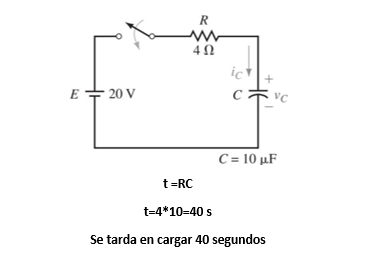 R
4 Ω
iC
+
E 20 V C vC
−
C = 10 µF
t =RC
t=4*10=40 s
Se tarda en cargar 40 segundos